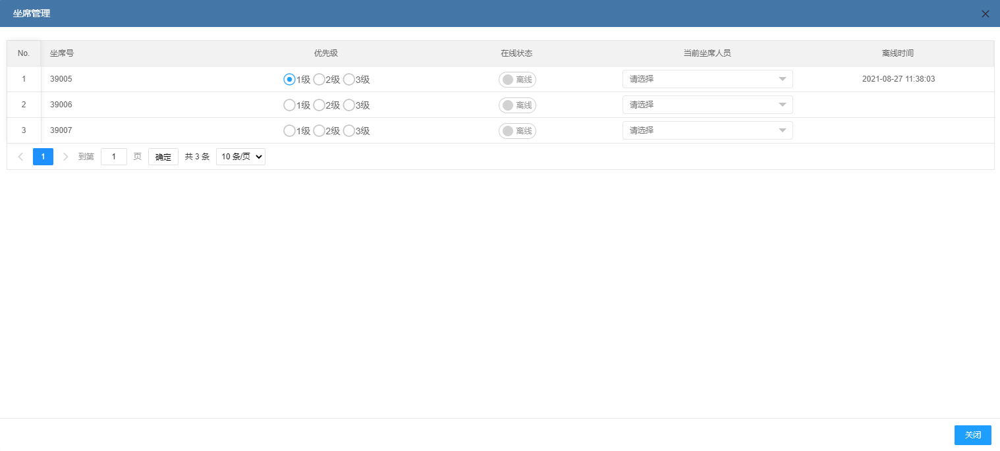 坐席管理
No. 坐席号 优先级 在线状态 当前坐席人员 离线时间
1 39005 1级 2级 3级 离线 请选择 2021-08-27 11:38:03
2 39006 1级 2级 3级 离线 请选择
3 39007 1级 2级 3级 离线 请选择
1 到第 1 页 确定 共 3 条 10 条/页
关闭